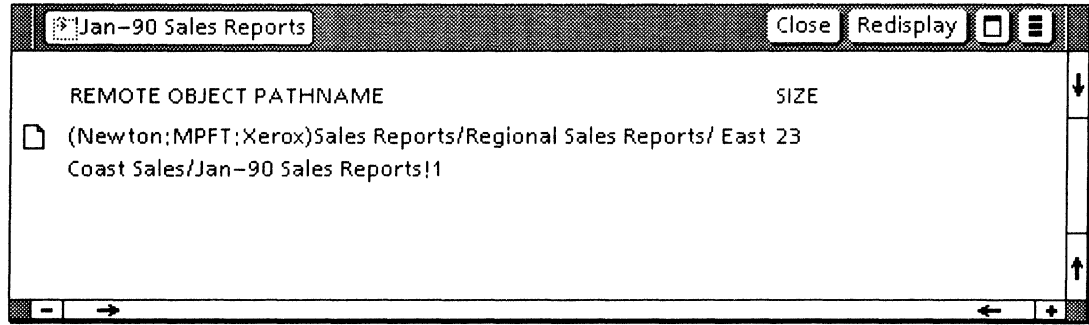 Jan–90 Sales Reports Close Redisplay
REMOTE OBJECT PATHNAME SIZE
(Newton:MPFT:Xerox)Sales Reports/Regional Sales Reports/ East 23
Coast Sales/Jan–90 Sales Reports!1